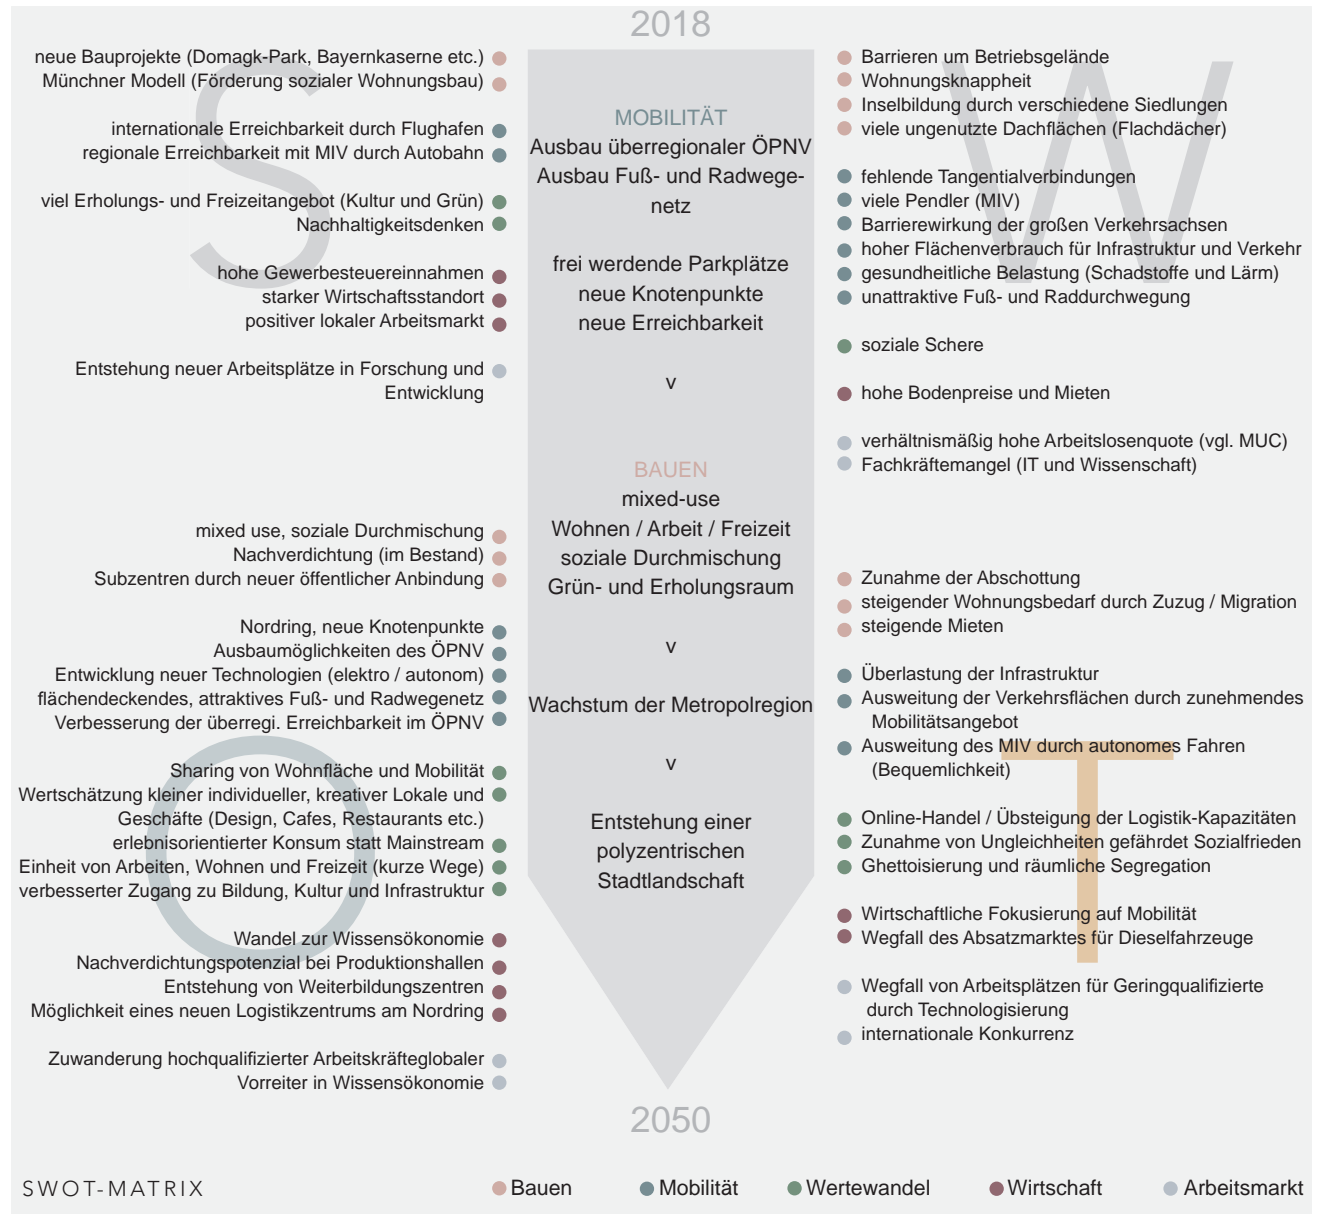 2018
S
neue Bauprojekte (Domagk-Park, Bayernkaserne etc.)
Münchner Modell (Förderung sozialer Wohnungsbau)
internationale Erreichbarkeit durch Flughafen
regionale Erreichbarkeit mit MIV durch Autobahn
viel Erholungs- und Freizeitangebot (Kultur und Grün)
Nachhaltigkeitsdenken
hohe Gewerbesteuereinnahmen
starker Wirtschaftsstandort
positiver lokaler Arbeitsmarkt
Entstehung neuer Arbeitsplätze in Forschung und
Entwicklung
O
mixed use, soziale Durchmischung
Nachverdichtung (im Bestand)
Subzentren durch neuer öffentlicher Anbindung
Nordring, neue Knotenpunkte
Ausbaumöglichkeiten des ÖPNV
Entwicklung neuer Technologien (elektro / autonom)
flächendeckendes, attraktives Fuß- und Radwegenetz
Verbesserung der überregi. Erreichbarkeit im ÖPNV
Sharing von Wohnfläche und Mobilität
Wertschätzung kleiner individueller, kreativer Lokale und
Geschäfte (Design, Cafes, Restaurants etc.)
erlebnisorientierter Konsum statt Mainstream
Einheit von Arbeiten, Wohnen und Freizeit (kurze Wege)
verbesserter Zugang zu Bildung, Kultur und Infrastruktur
Wandel zur Wissensökonomie
Nachverdichtungspotenzial bei Produktionshallen
Entstehung von Weiterbildungszentren
Möglichkeit eines neuen Logistikzentrums am Nordring
Zuwanderung hochqualifizierter Arbeitskräfteglobaler
Vorreiter in Wissensökonomie
MOBILITÄT
Ausbau überregionaler ÖPNV
Ausbau Fuß- und Radwege-
netz
frei werdende Parkplätze
neue Knotenpunkte
neue Erreichbarkeit
v
BAUEN
mixed-use
Wohnen / Arbeit / Freizeit
soziale Durchmischung
Grün- und Erholungsraum
v
Wachstum der Metropolregion
v
Entstehung einer
polyzentrischen
Stadtlandschaft
W
Barrieren um Betriebsgelände
Wohnungsknappheit
Inselbildung durch verschiedene Siedlungen
viele ungenutzte Dachflächen (Flachdächer)
fehlende Tangentialverbindungen
viele Pendler (MIV)
Barrierewirkung der großen Verkehrsachsen
hoher Flächenverbrauch für Infrastruktur und Verkehr
gesundheitliche Belastung (Schadstoffe und Lärm)
unattraktive Fuß- und Raddurchwegung
soziale Schere
hohe Bodenpreise und Mieten
verhältnismäßig hohe Arbeitslosenquote (vgl. MUC)
Fachkräftemangel (IT und Wissenschaft)
T
Zunahme der Abschottung
steigender Wohnungsbedarf durch Zuzug / Migration
steigende Mieten
Überlastung der Infrastruktur
Ausweitung der Verkehrsflächen durch zunehmendes
Mobilitätsangebot
Ausweitung des MIV durch autonomes Fahren
(Bequemlichkeit)
Online-Handel / Übsteigung der Logistik-Kapazitäten
Zunahme von Ungleichheiten gefährdet Sozialfrieden
Ghettoisierung und räumliche Segregation
Wirtschaftliche Fokusierung auf Mobilität
Wegfall des Absatzmarktes für Dieselfahrzeuge
Wegfall von Arbeitsplätzen für Geringqualifizierte
durch Technologisierung
internationale Konkurrenz
2050
SWOT-MATRIX
Bauen
Mobilität
Wertewandel
Wirtschaft
Arbeitsmarkt